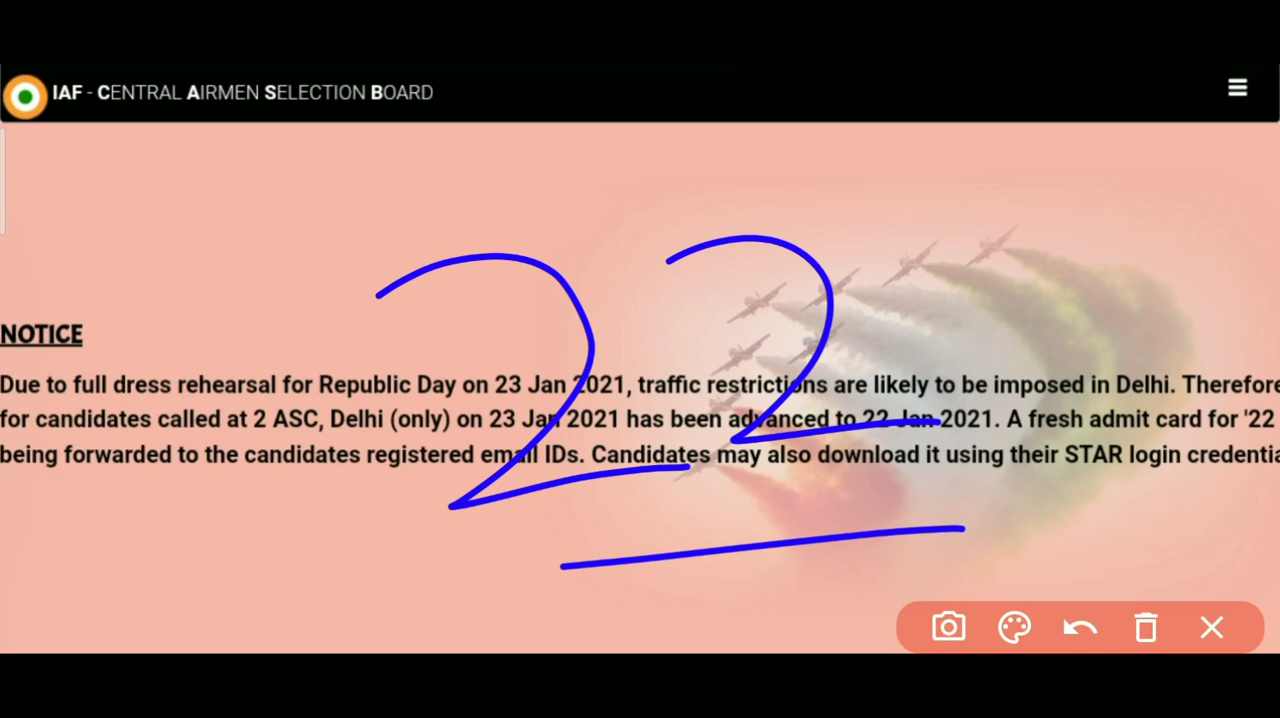 IAF - CENTRAL AIRMEN SELECTION BOARD
NOTICE
Due to full dress rehearsal for Republic Day on 23 Jan 2021, traffic restrictions are likely to be imposed in Delhi. Therefore
for candidates called at 2 ASC, Delhi (only) on 23 Jan 2021 has been advanced to 22 Jan 2021. A fresh admit card for '22
being forwarded to the candidates registered email IDs. Candidates may also download it using their STAR login
22